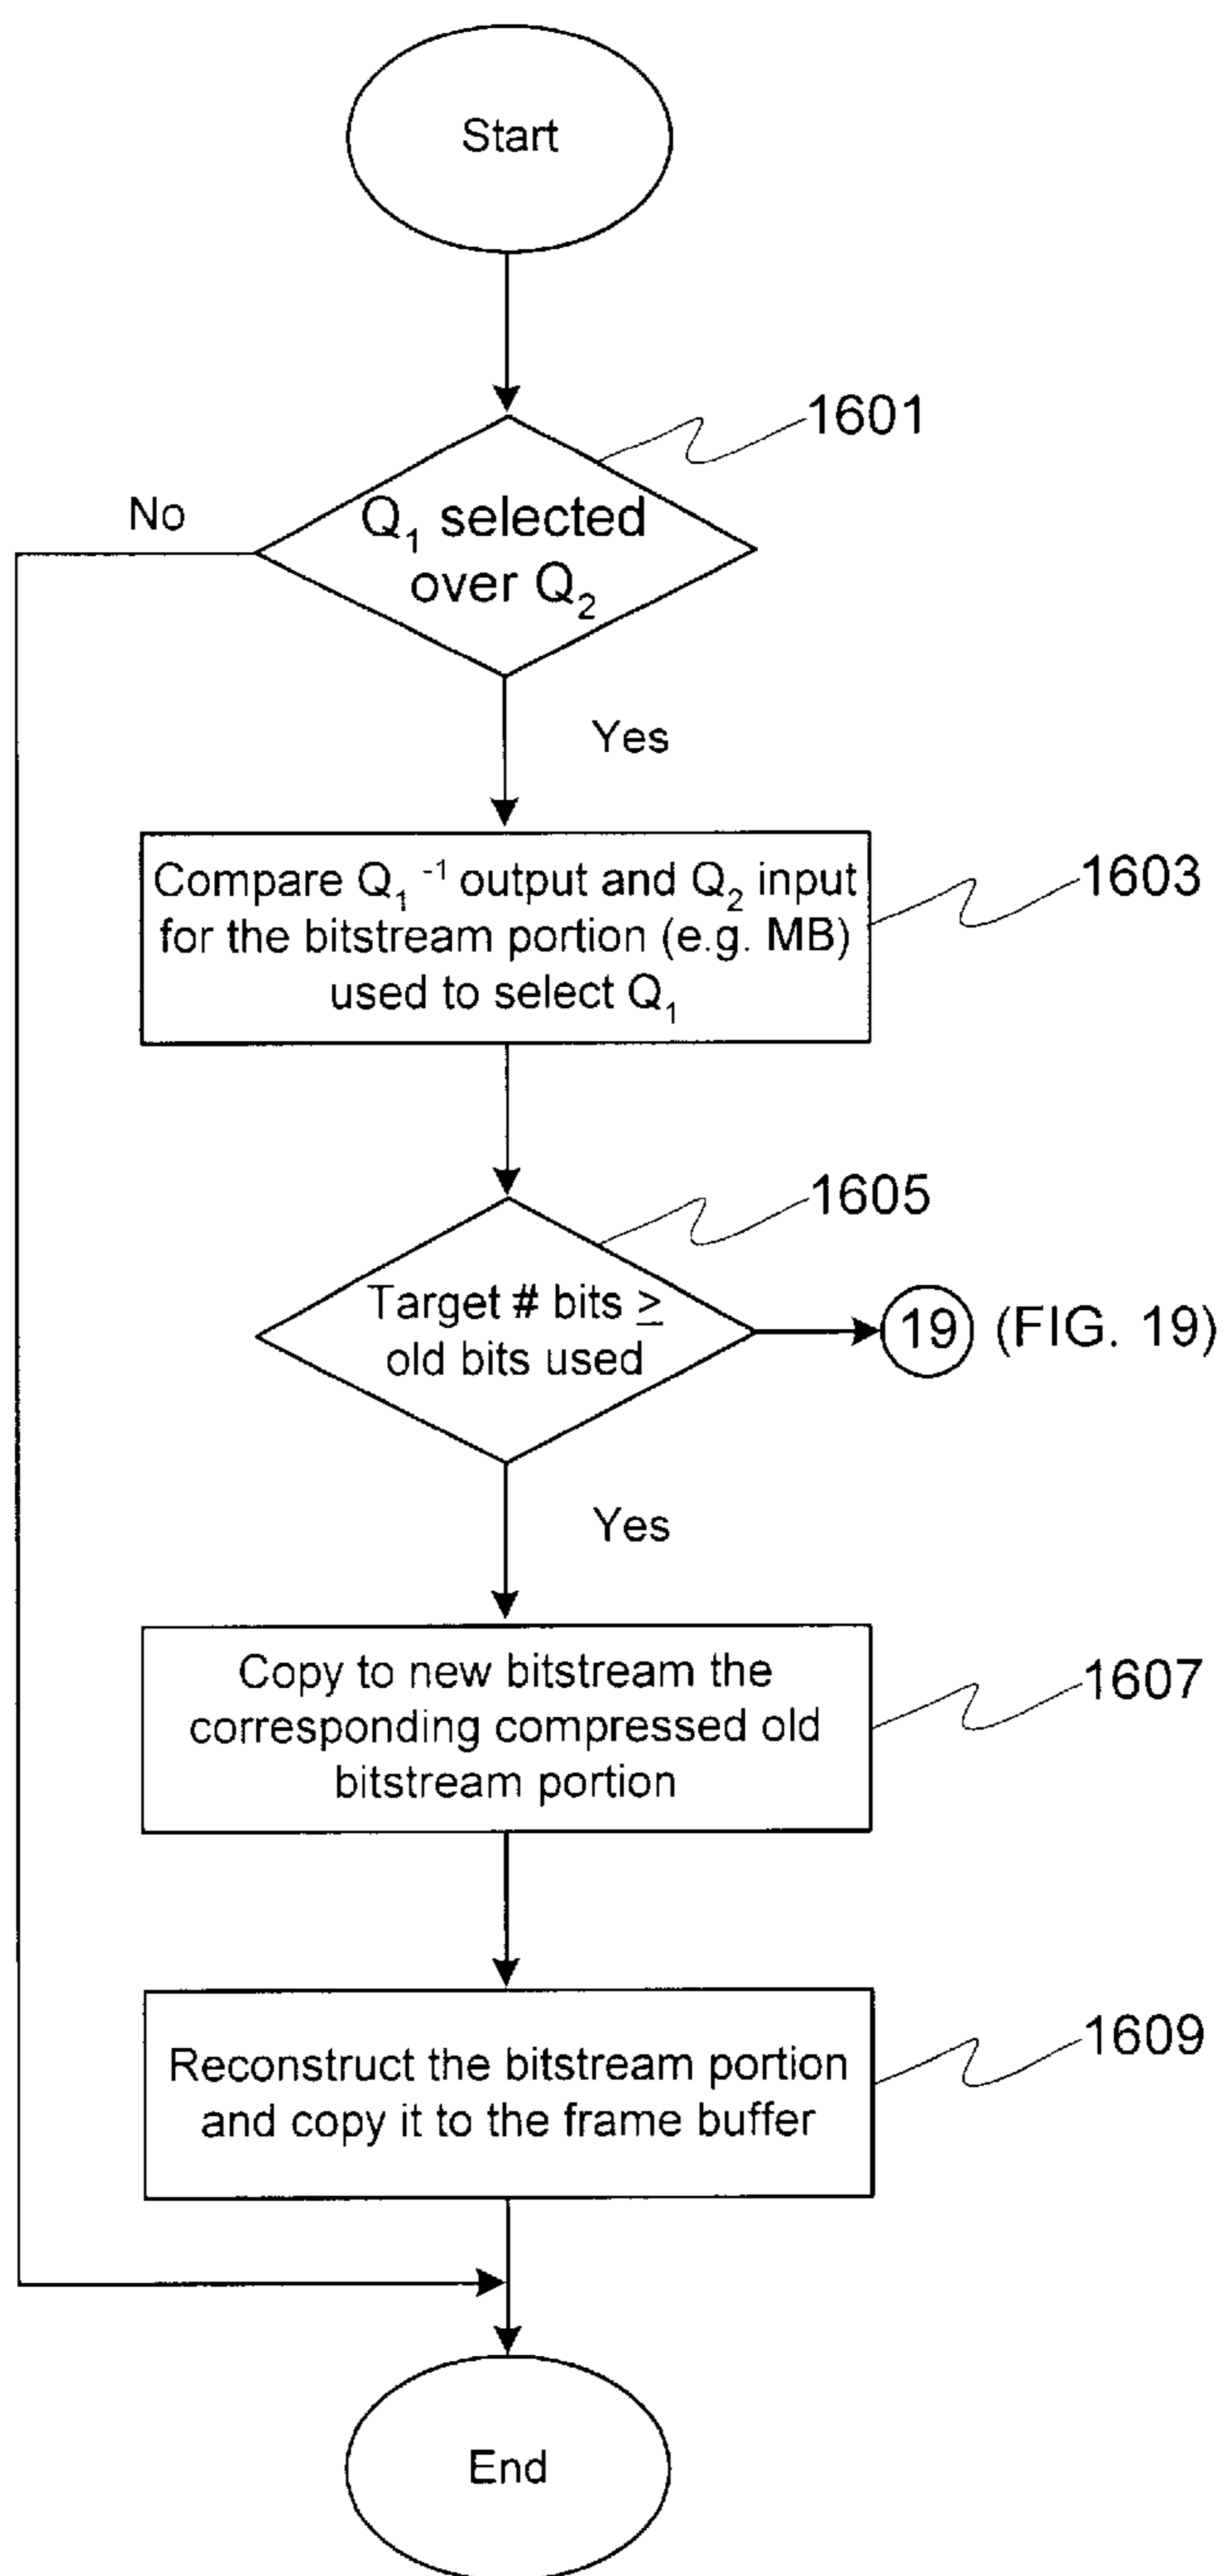 Start
1601
No
Q₁ selected
over Q₂
Yes
1603
Compare Q₁⁻¹ output and Q₂ input
for the bitstream portion (e.g. MB)
used to select Q₁
1605
Target # bits ≥
old bits used
19 (FIG. 19)
Yes
1607
Copy to new bitstream the
corresponding compressed old
bitstream portion
1609
Reconstruct the bitstream portion
and copy it to the frame buffer
End